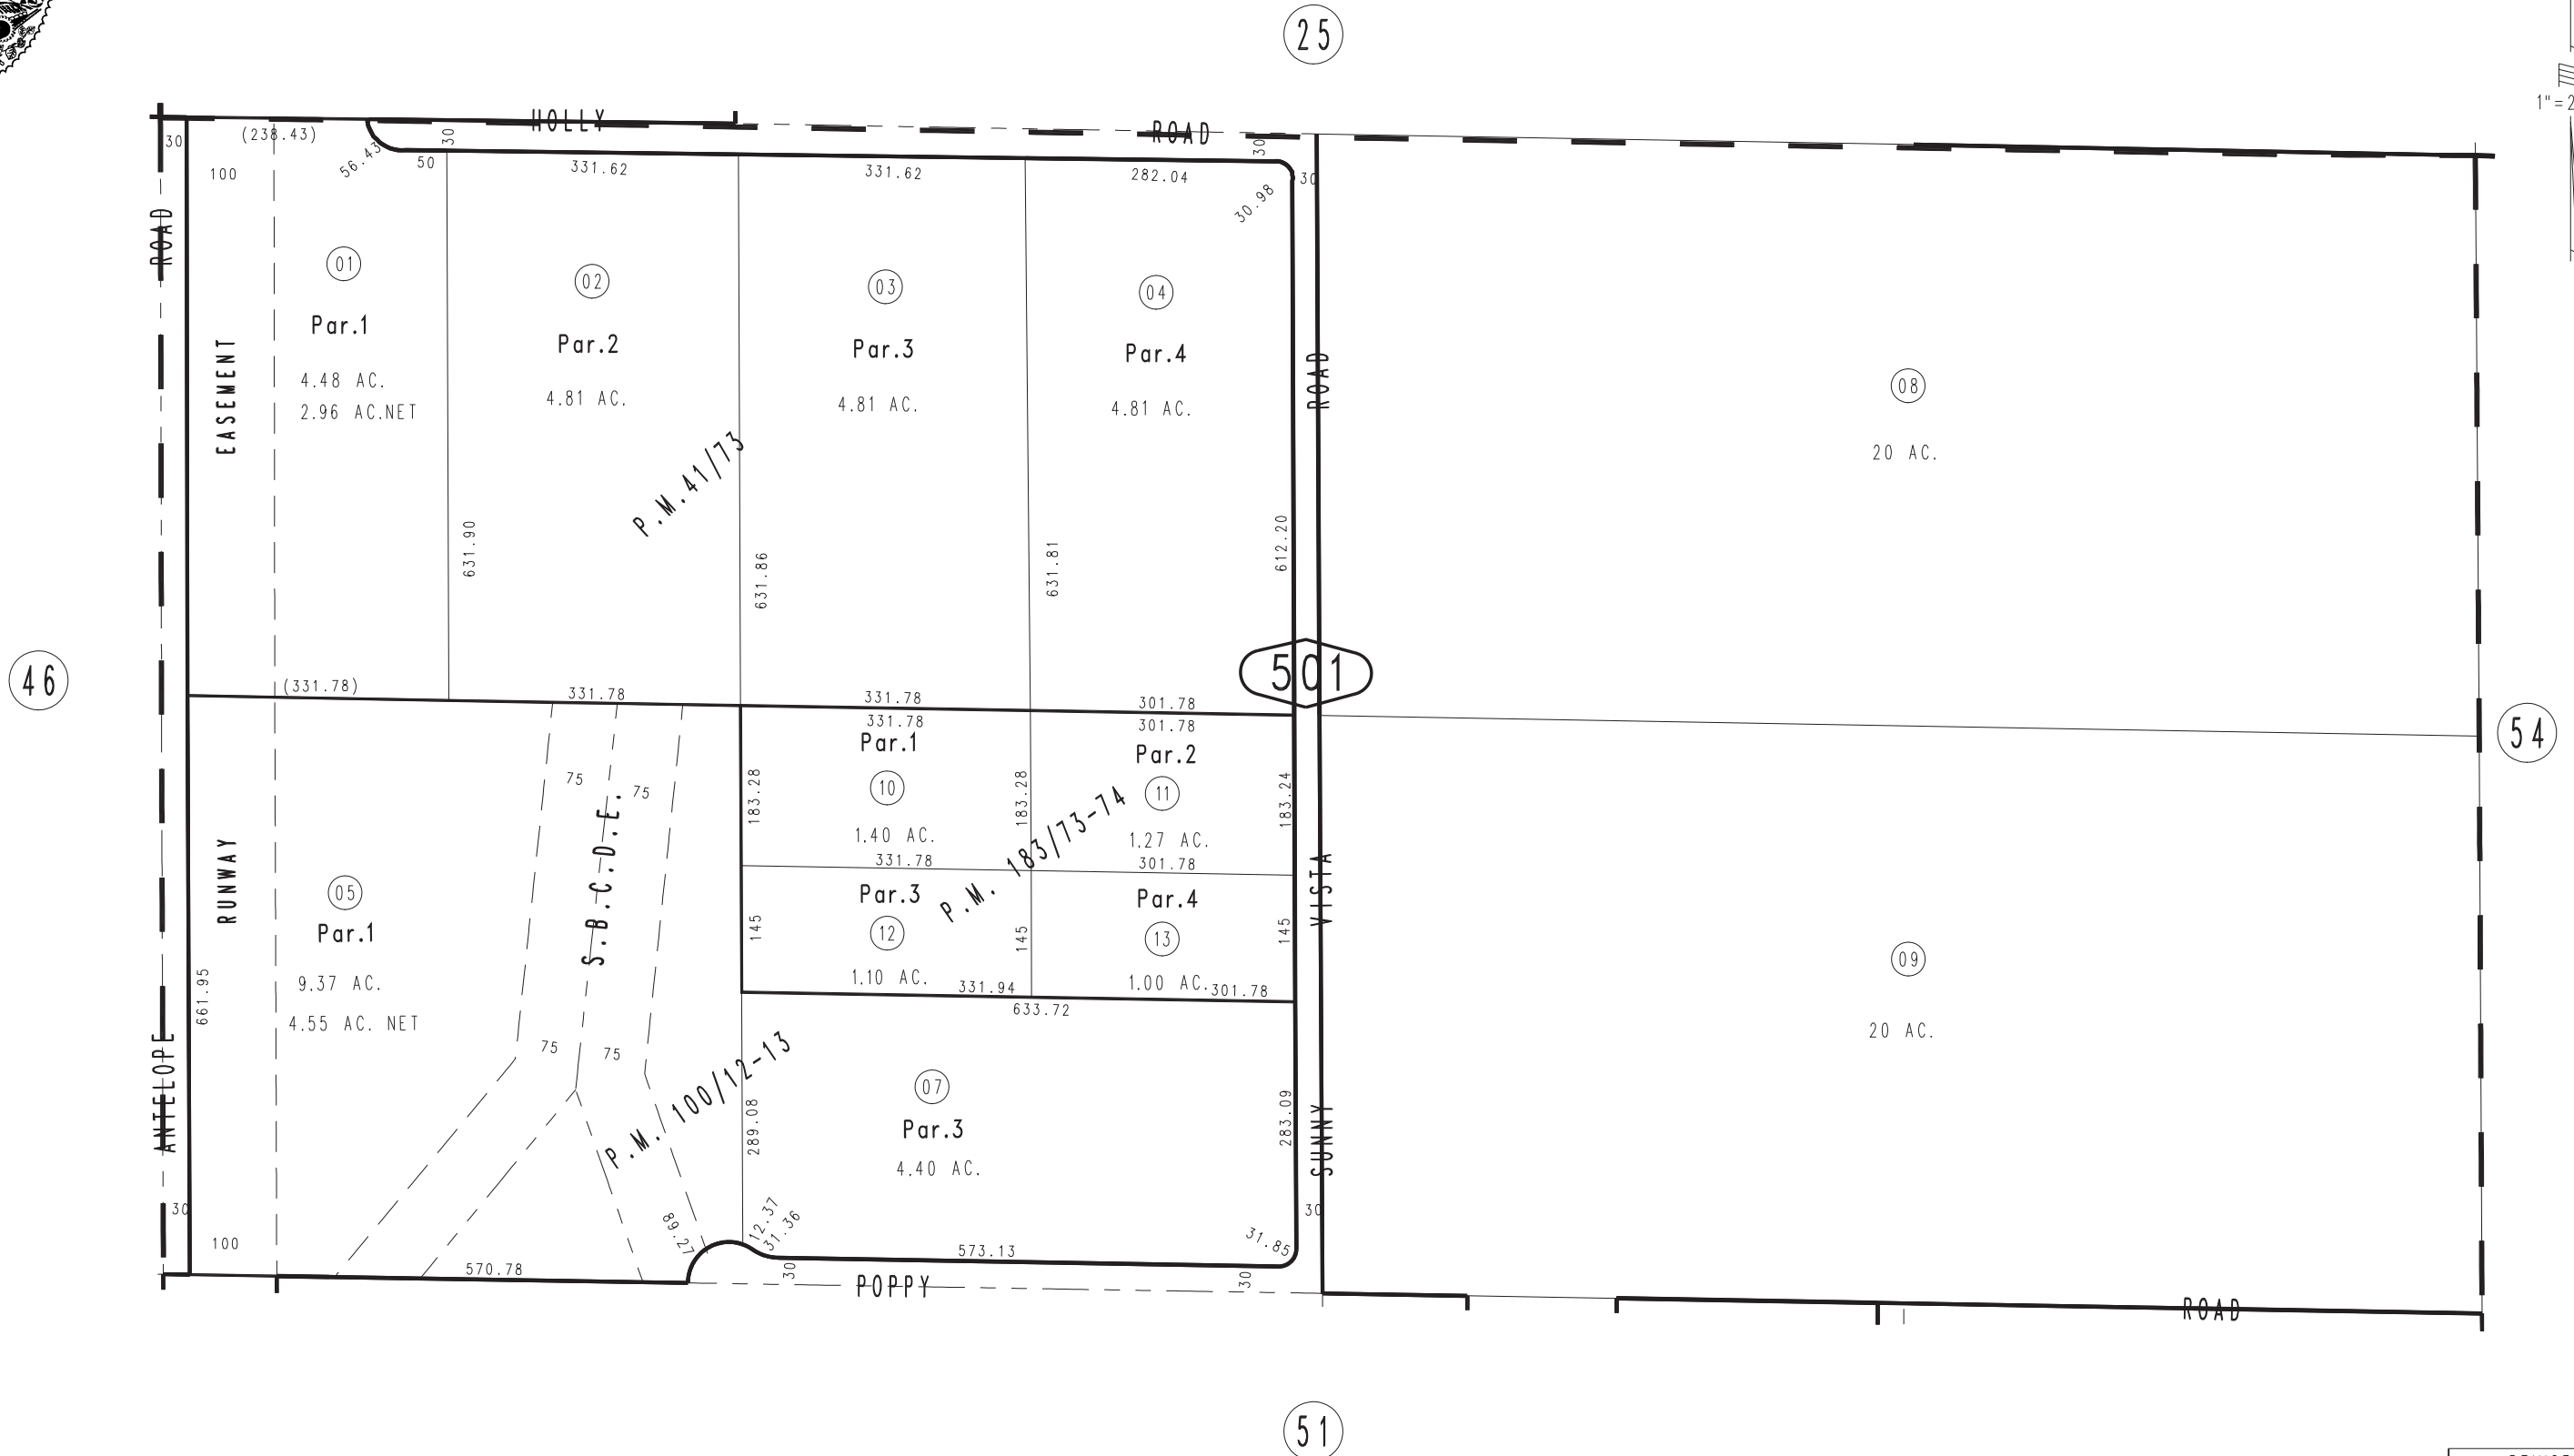 25
1"=2
HOLLY ROAD
30
(238.43)
56.43
30
50
331.62
331.62
282.04
30
30.98
30
100
ROAD
01
Par.1
4.48 AC.
2.96 AC.NET
02
Par.2
4.81 AC.
03
Par.3
4.81 AC.
04
Par.4
4.81 AC.
ROAD
08
20 AC.
EASEMENT
P.M.41/73
631.90
631.86
631.81
612.20
46
501
54
(331.78)
331.78
331.78
301.78
331.78
301.78
Par.1
10
1.40 AC.
Par.2
11
1.27 AC.
183.28
183.28
183.24
75
75
S.B.C.D.E.
P.M. 183/73-74
331.78
301.78
RUNWAY
05
Par.1
9.37 AC.
4.55 AC. NET
661.95
Par.3
12
1.10 AC.
Par.4
13
1.00 AC.
145
145
145
331.94
301.78
633.72
VISTA
09
20 AC.
ANTELOPE
75
75
P.M. 100/12-13
289.08
07
Par.3
4.40 AC.
283.09
SUNNY
30
100
89.27
12.37
31.36
573.13
31.85
30
570.78
30
POPPY
30
ROAD
51